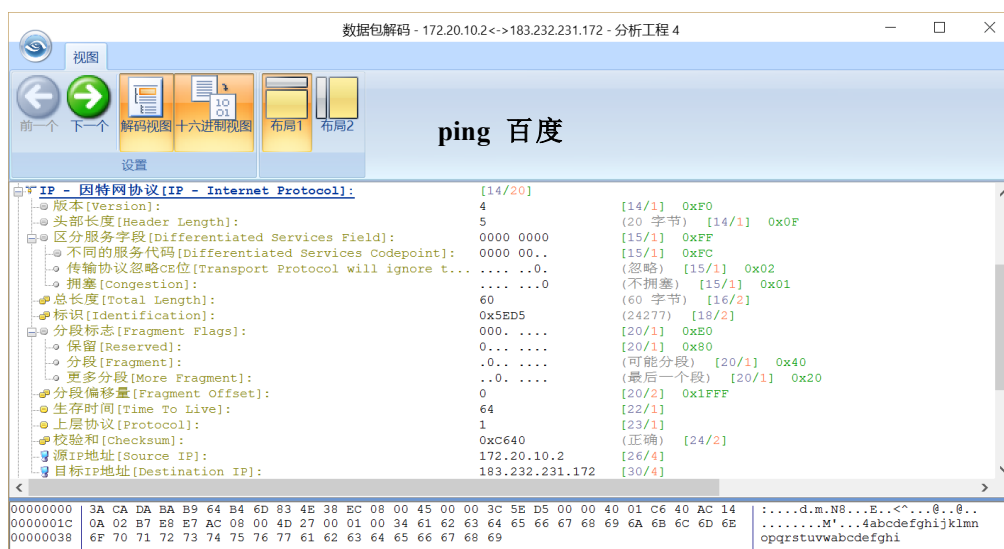 数据包解码 - 172.20.10.2<->183.232.231.172 - 分析工程 4
视图
前一个 下一个 解码视图 十六进制视图 布局1 布局2
设置
ping 百度
IP - 因特网协议[IP - Internet Protocol]: [14/20]
版本[Version]: 4 [14/1] 0xF0
头部长度[Header Length]: 5 (20 字节) [14/1] 0x0F
区分服务字段[Differentiated Services Field]: 0000 0000 [15/1] 0xFF
不同的服务代码[Differentiated Services Codepoint]: 0000 00.. [15/1] 0xFC
传输协议忽略CE位[Transport Protocol will ignore t... .... ..0. (忽略) [15/1] 0x02
拥塞[Congestion]: .... ...0 (不拥塞) [15/1] 0x01
总长度[Total Length]: 60 (60 字节) [16/2]
标识[Identification]: 0x5ED5 (24277) [18/2]
分段标志[Fragment Flags]: 000. .... [20/1] 0xE0
保留[Reserved]: 0... .... [20/1] 0x80
分段[Fragment]: .0.. .... (可能分段) [20/1] 0x40
更多分段[More Fragment]: ..0. .... (最后一个段) [20/1] 0x20
分段偏移量[Fragment Offset]: 0 [20/2] 0x1FFF
生存时间[Time To Live]: 64 [22/1]
上层协议[Protocol]: 1 [23/1]
校验和[Checksum]: 0xC640 (正确) [24/2]
源IP地址[Source IP]: 172.20.10.2 [26/4]
目标IP地址[Destination IP]: 183.232.231.172 [30/4]
00000000 3A CA DA BA B9 64 B4 6D 83 4E 38 EC 08 00 45 00 00 3C 5E D5 00 00 40 01 C6 40 AC 14 :....d.m.N8...E..<^...@..@..
0000001C 0A 02 B7 E8 E7 AC 08 00 4D 27 00 01 00 34 61 62 63 64 65 66 67 68 69 6A 6B 6C 6D 6E ........M'...4abcdefghijklmn
00000038 6F 70 71 72 73 74 75 76 77 61 62 63 64 65 66 67 68 69 opqrstuvwabcdefghi